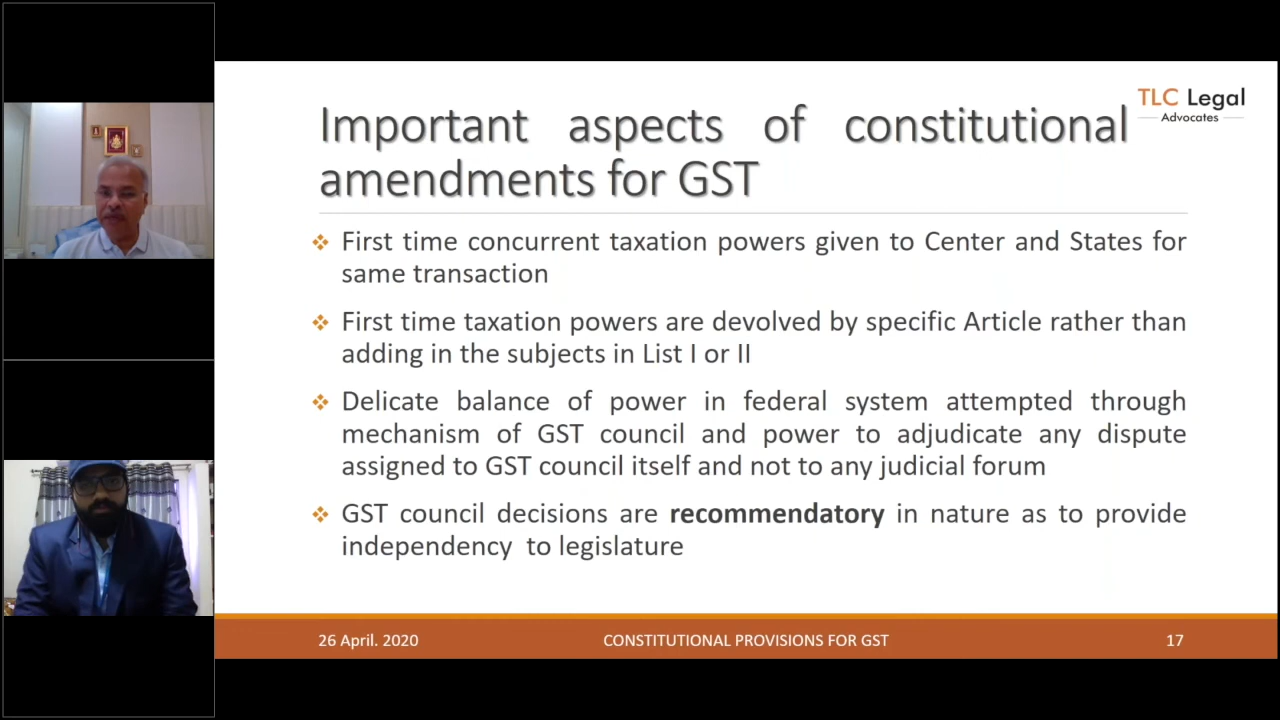 TLC Legal
Advocates
Important aspects of constitutional
amendments for GST
First time concurrent taxation powers given to Center and States for
same transaction
First time taxation powers are devolved by specific Article rather than
adding in the subjects in List I or II
Delicate balance of power in federal system attempted through
mechanism of GST council and power to adjudicate any dispute
assigned to GST council itself and not to any judicial forum
GST council decisions are recommendatory in nature as to provide
independency to legislature
26 April. 2020 CONSTITUTIONAL PROVISIONS FOR GST 17